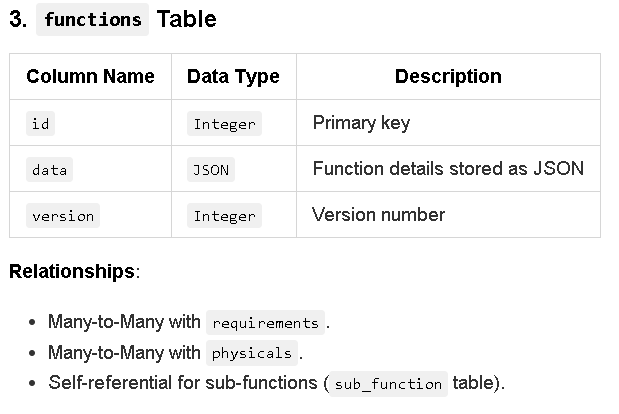 3. functions Table
Column Name Data Type Description
id Integer Primary key
data JSON Function details stored as JSON
version Integer Version number
Relationships:
• Many-to-Many with requirements.
• Many-to-Many with physicals.
• Self-referential for sub-functions (sub_function table).